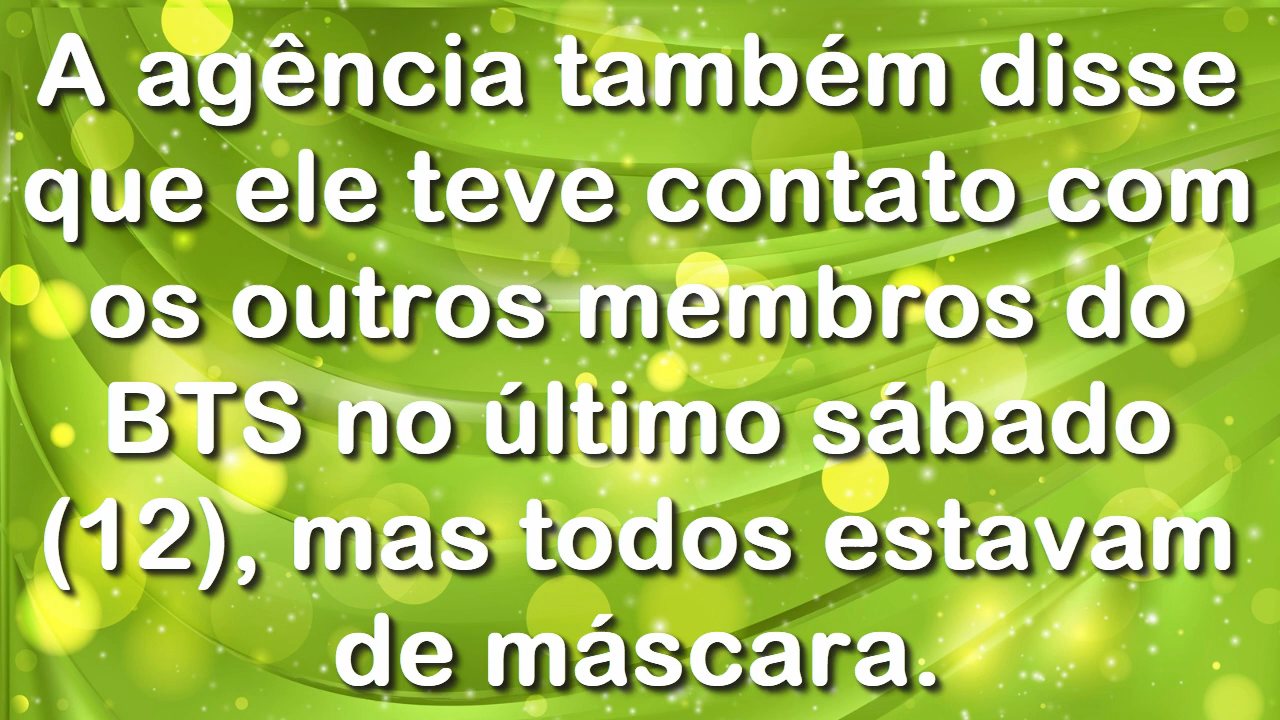 A agência também disse
que ele teve contato com
os outros membros do
BTS no último sábado
(12), mas todos estavam
de máscara.